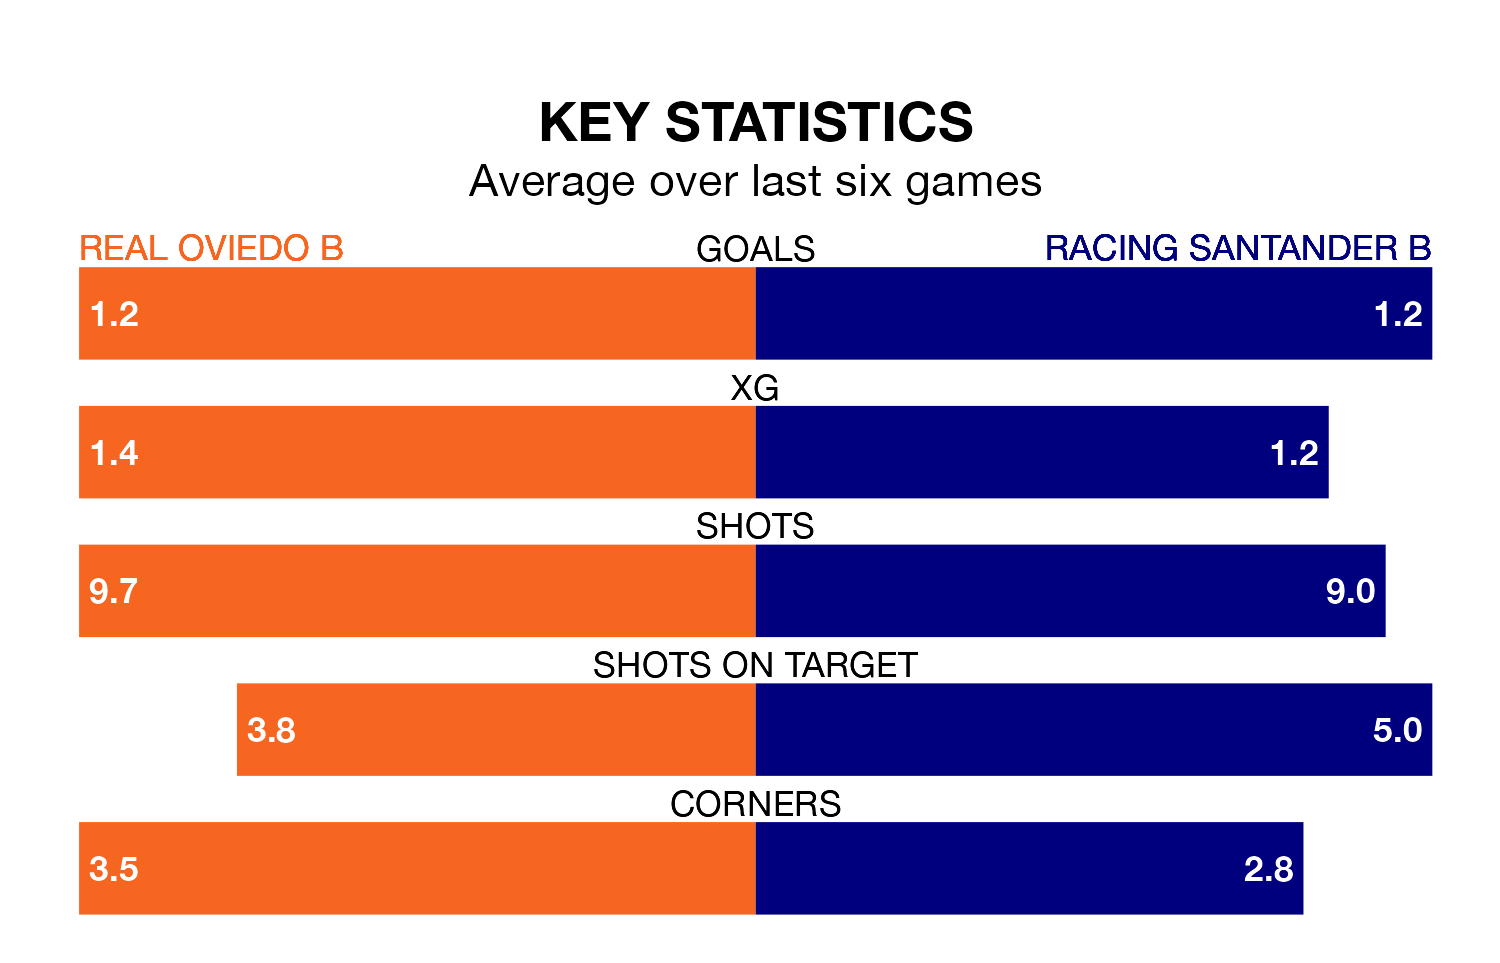 KEY STATISTICS
Average over last six games
REAL OVIEDO B GOALS RACING SANTANDER B
1.2 1.2
XG
1.4 1.2
SHOTS
9.7 9.0
SHOTS ON TARGET
3.8 5.0
CORNERS
3.5 2.8